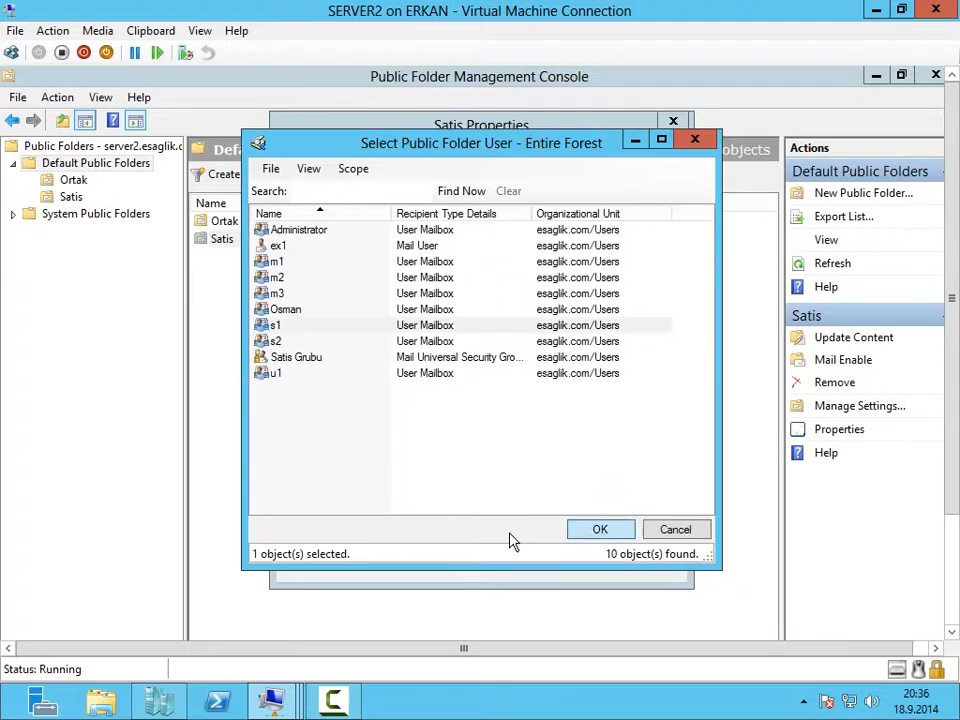 SERVER2 on ERKAN - Virtual Machine Connection
File Action Media Clipboard View Help
Public Folder Management Console
File Action View Help
Public Folders - server2.esaglik.c
Default Public Folders
Ortak
Satis
System Public Folders
Defa
objects
Create
Name
Ortak
Satis
Satis Properties
Select Public Folder User - Entire Forest
File View Scope
Search: Find Now Clear
Name Recipient Type Details Organizational Unit
Administrator User Mailbox esaglik.com/Users
ex1 Mail User esaglik.com/Users
m1 User Mailbox esaglik.com/Users
m2 User Mailbox esaglik.com/Users
m3 User Mailbox esaglik.com/Users
Osman User Mailbox esaglik.com/Users
s1 User Mailbox esaglik.com/Users
s2 User Mailbox esaglik.com/Users
Satis Grubu Mail Universal Security Gro... esaglik.com/Users
u1 User Mailbox esaglik.com/Users
OK Cancel
1 object(s) selected. 10 object(s) found.
Actions
Default Public Folders
New Public Folder...
Export List...
View
Refresh
Help
Satis
Update Content
Mail Enable
Remove
Manage Settings...
Properties
Help
Status: Running
20:36
18.9.2014